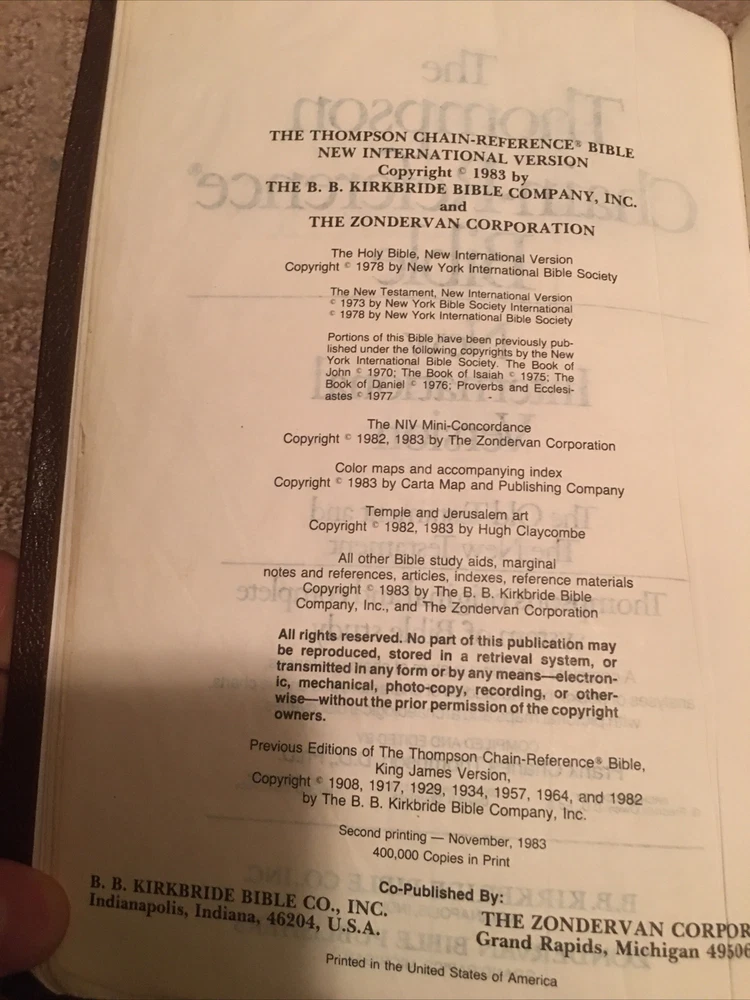 THE THOMPSON CHAIN-REFERENCE® BIBLE
NEW INTERNATIONAL VERSION
Copyright © 1983 by
THE B. B. KIRKBRIDE BIBLE COMPANY, INC.
and
THE ZONDERVAN CORPORATION
The Holy Bible, New International Version
Copyright © 1978 by New York International Bible Society
The New Testament, New International Version
© 1973 by New York Bible Society International
© 1978 by New York International Bible Society
Portions of this Bible have been previously pub-
lished under the following copyrights by the New
York International Bible Society. The Book of
John © 1970; The Book of Isaiah © 1975; The
Book of Daniel © 1976; Proverbs and Ecclesi-
astes © 1977
The NIV Mini-Concordance
Copyright © 1982, 1983 by The Zondervan Corporation
Color maps and accompanying index
Copyright © 1983 by Carta Map and Publishing Company
Temple and Jerusalem art
Copyright © 1982, 1983 by Hugh Claycombe
All other Bible study aids, marginal
notes and references, articles, indexes, reference materials
Copyright © 1983 by The B. B. Kirkbride Bible
Company, Inc., and The Zondervan Corporation
All rights reserved. No part of this publication may
be reproduced, stored in a retrieval system, or
transmitted in any form or by any means—electron-
ic, mechanical, photo-copy, recording, or other-
wise—without the prior permission of the copyright
owners.
Previous Editions of The Thompson Chain-Reference® Bible,
King James Version,
Copyright © 1908, 1917, 1929, 1934, 1957, 1964, and 1982
by The B. B. Kirkbride Bible Company, Inc.
Second printing — November, 1983
400,000 Copies in Print
Co-Published By:
B. B. KIRKBRIDE BIBLE CO., INC.
Indianapolis, Indiana, 46204, U.S.A.
THE ZONDERVAN CORPOR
Grand Rapids, Michigan 49506
Printed in the United States of America